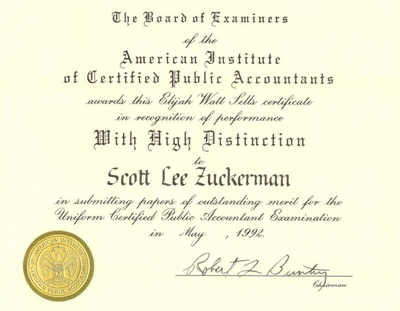 The Board of Examiners
of the
American Institute
of Certified Public Accountants
awards this Elijah Watt Sells certificate
in recognition of performance
With High Distinction
to
Scott Lee Zuckerman
in submitting papers of outstanding merit for the
Uniform Certified Public Accountant Examination
in May , 1992.
Chairman